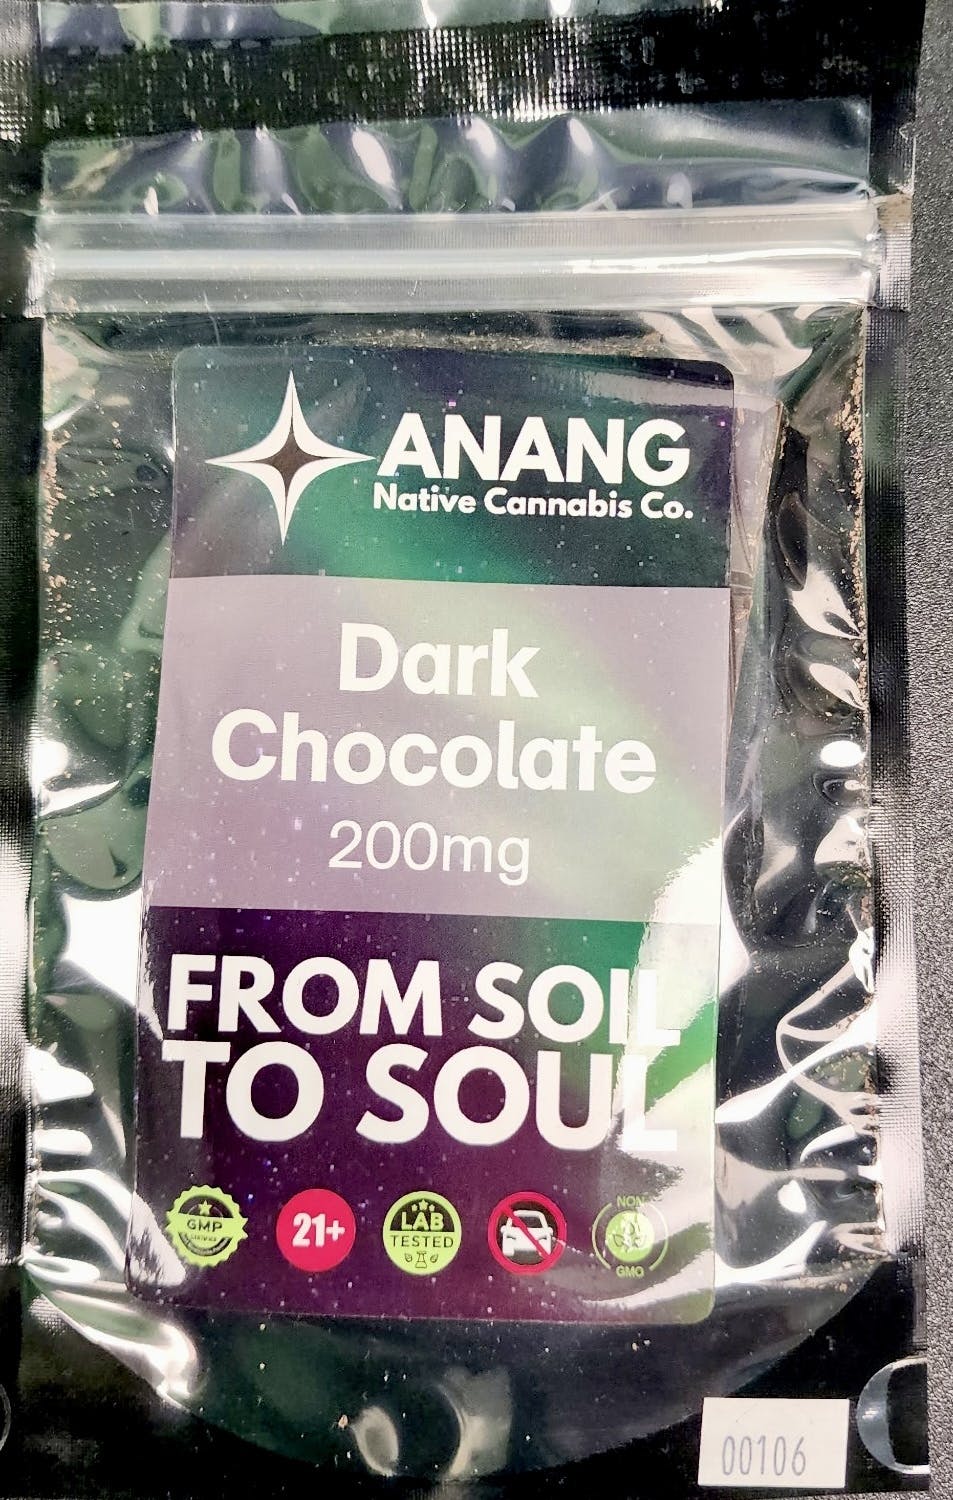 ANANG
Native Cannabis Co.
Dark
Chocolate
200mg
FROM SOIL
TO SOUL
GMP
21+
LAB
TESTED
NON
GMO
00106